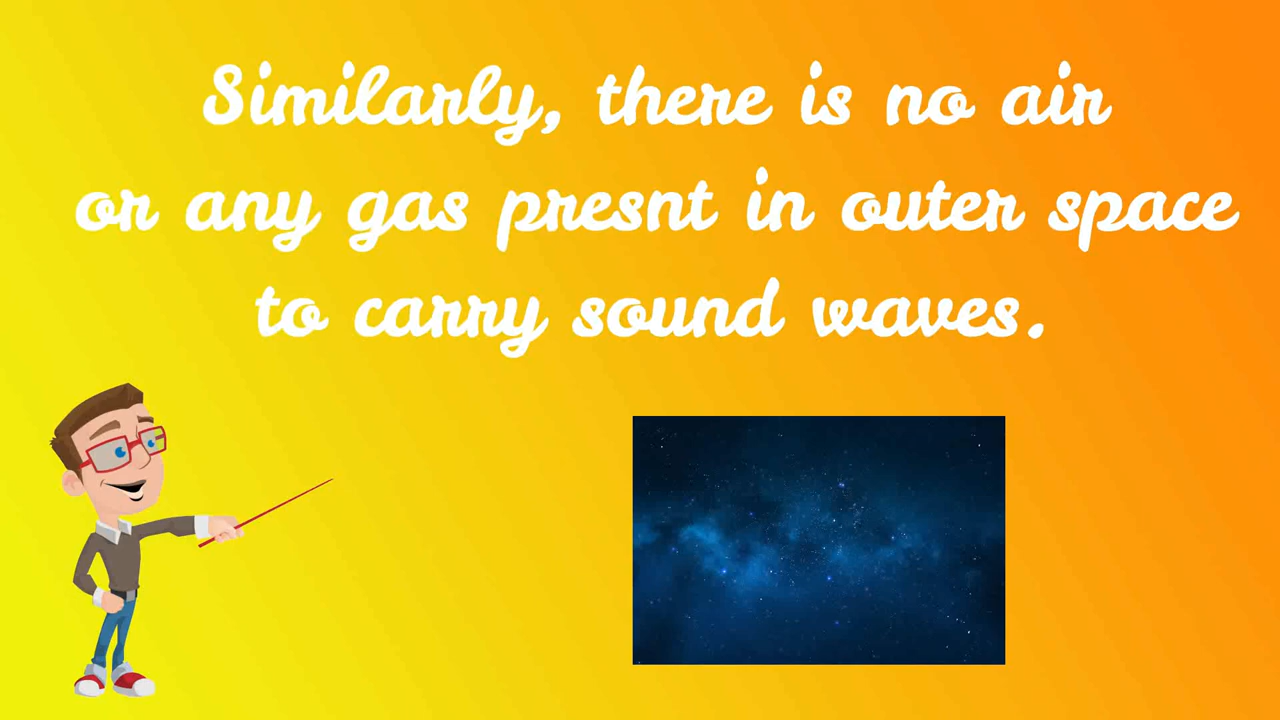 Similarly, there is no air
or any gas presnt in outer space
to carry sound waves.